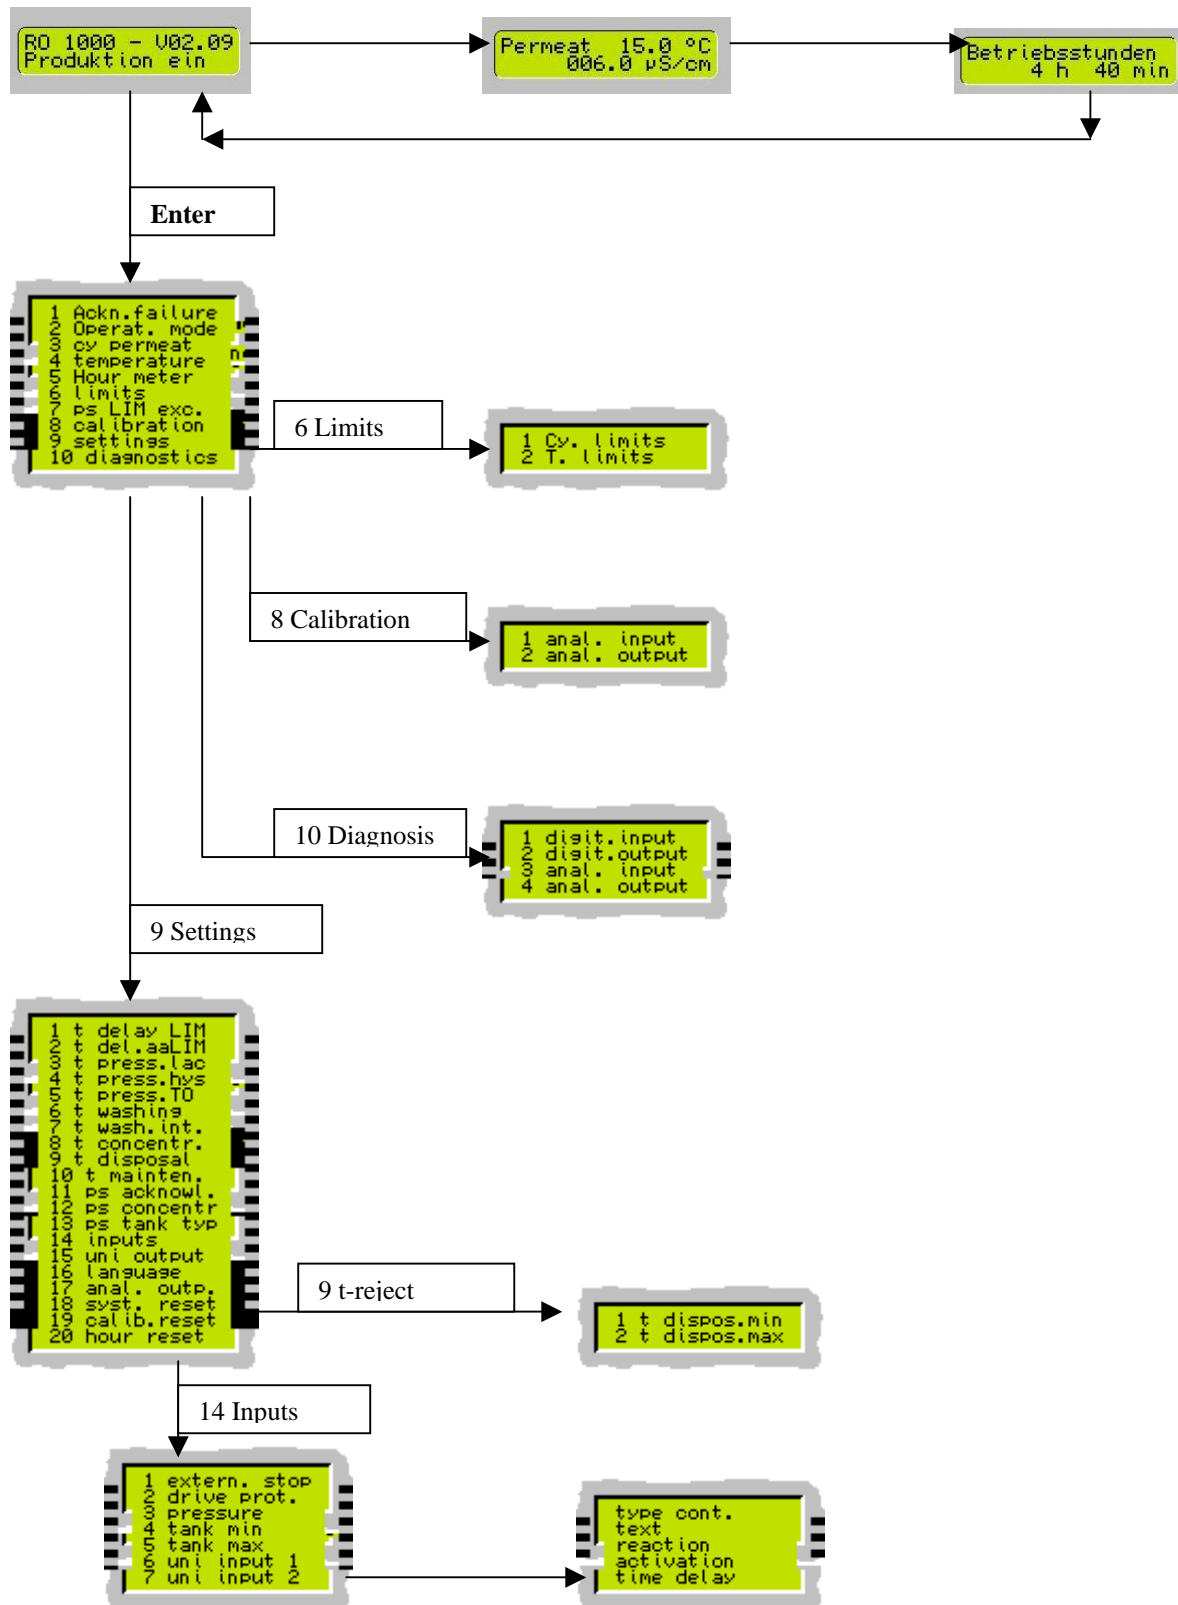 RO 1000 - V02.09
Produktion ein
Permeat 15.0 °C
006.0 µS/cm
Betriebsstunden
4 h 40 min
Enter
1 Ackn.failure
2 Operat. mode
3 cy permeat
4 temperature
5 Hour meter
6 limits
7 ps LIM exc.
8 calibration
9 settings
10 diagnostics
6 Limits
1 Cy. limits
2 T. limits
8 Calibration
1 anal. input
2 anal. output
10 Diagnosis
1 digit.input
2 digit.output
3 anal. input
4 anal. output
9 Settings
1 t delay LIM
2 t del.aaLIM
3 t press.lac
4 t press.hys
5 t press.TO
6 t washing
7 t wash.int.
8 t concentr.
9 t disposal
10 t mainten.
11 ps acknowl.
12 ps concentr
13 ps tank typ
14 inputs
15 uni output
16 language
17 anal. outp.
18 syst. reset
19 calib.reset
20 hour reset
9 t-reject
1 t dispos.min
2 t dispos.max
14 Inputs
1 extern. stop
2 drive prot.
3 pressure
4 tank min
5 tank max
6 uni input 1
7 uni input 2
type cont.
text
reaction
activation
time delay